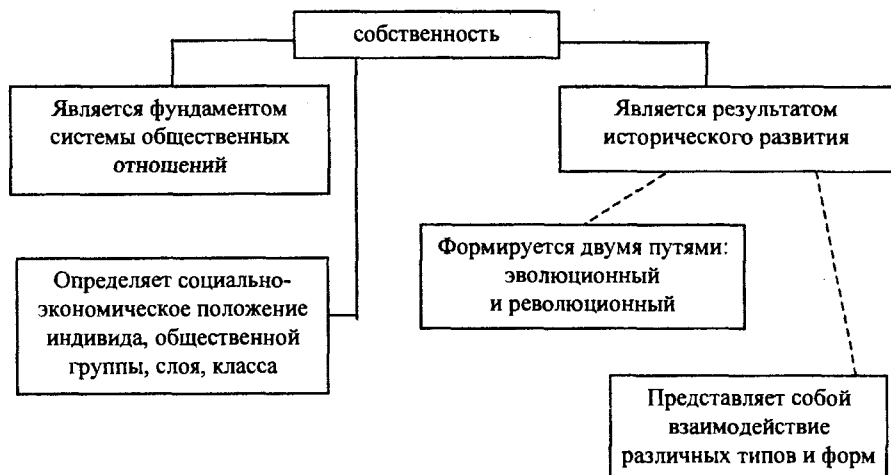 собственность
Является фундаментом
системы общественных
отношений
Является результатом
исторического развития
Формируется двумя путями:
эволюционный
и революционный
Определяет социально-
экономическое положение
индивида, общественной
группы, слоя, класса
Представляет собой
взаимодействие
различных типов и форм